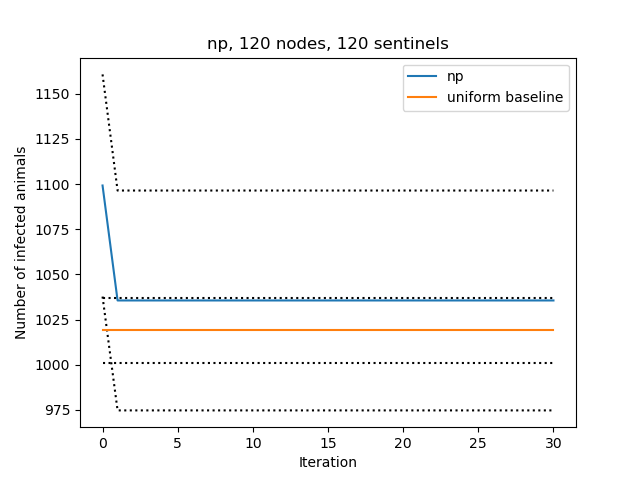 np, 120 nodes, 120 sentinels
np
uniform baseline
Number of infected animals
1150
1125
1100
1075
1050
1025
1000
975
0 5 10 15 20 25 30
Iteration